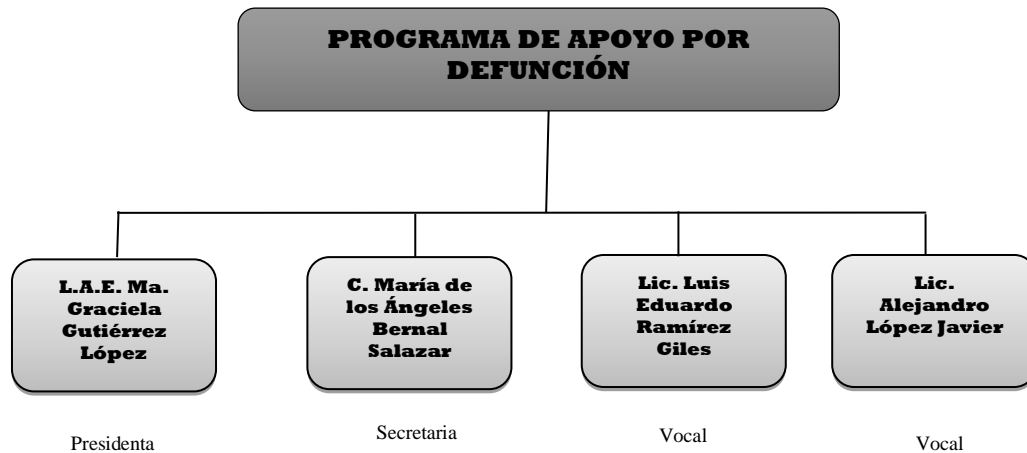 PROGRAMA DE APOYO POR
DEFUNCIÓN
L.A.E. Ma.
Graciela
Gutiérrez
López
C. María de
los Ángeles
Bernal
Salazar
Lic. Luis
Eduardo
Ramírez
Giles
Lic.
Alejandro
López Javier
Presidenta
Secretaria
Vocal
Vocal